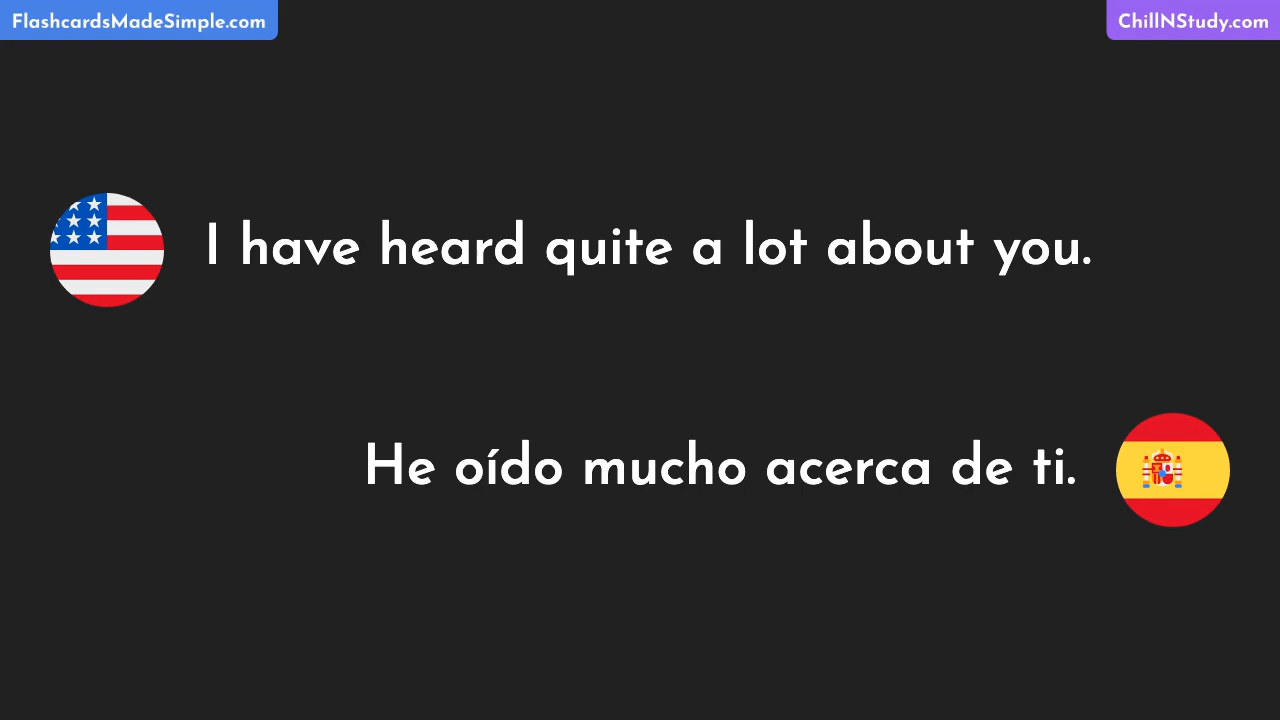 FlashcardsMadeSimple.com
ChillNStudy.com
I have heard quite a lot about you.
He oído mucho acerca de ti.